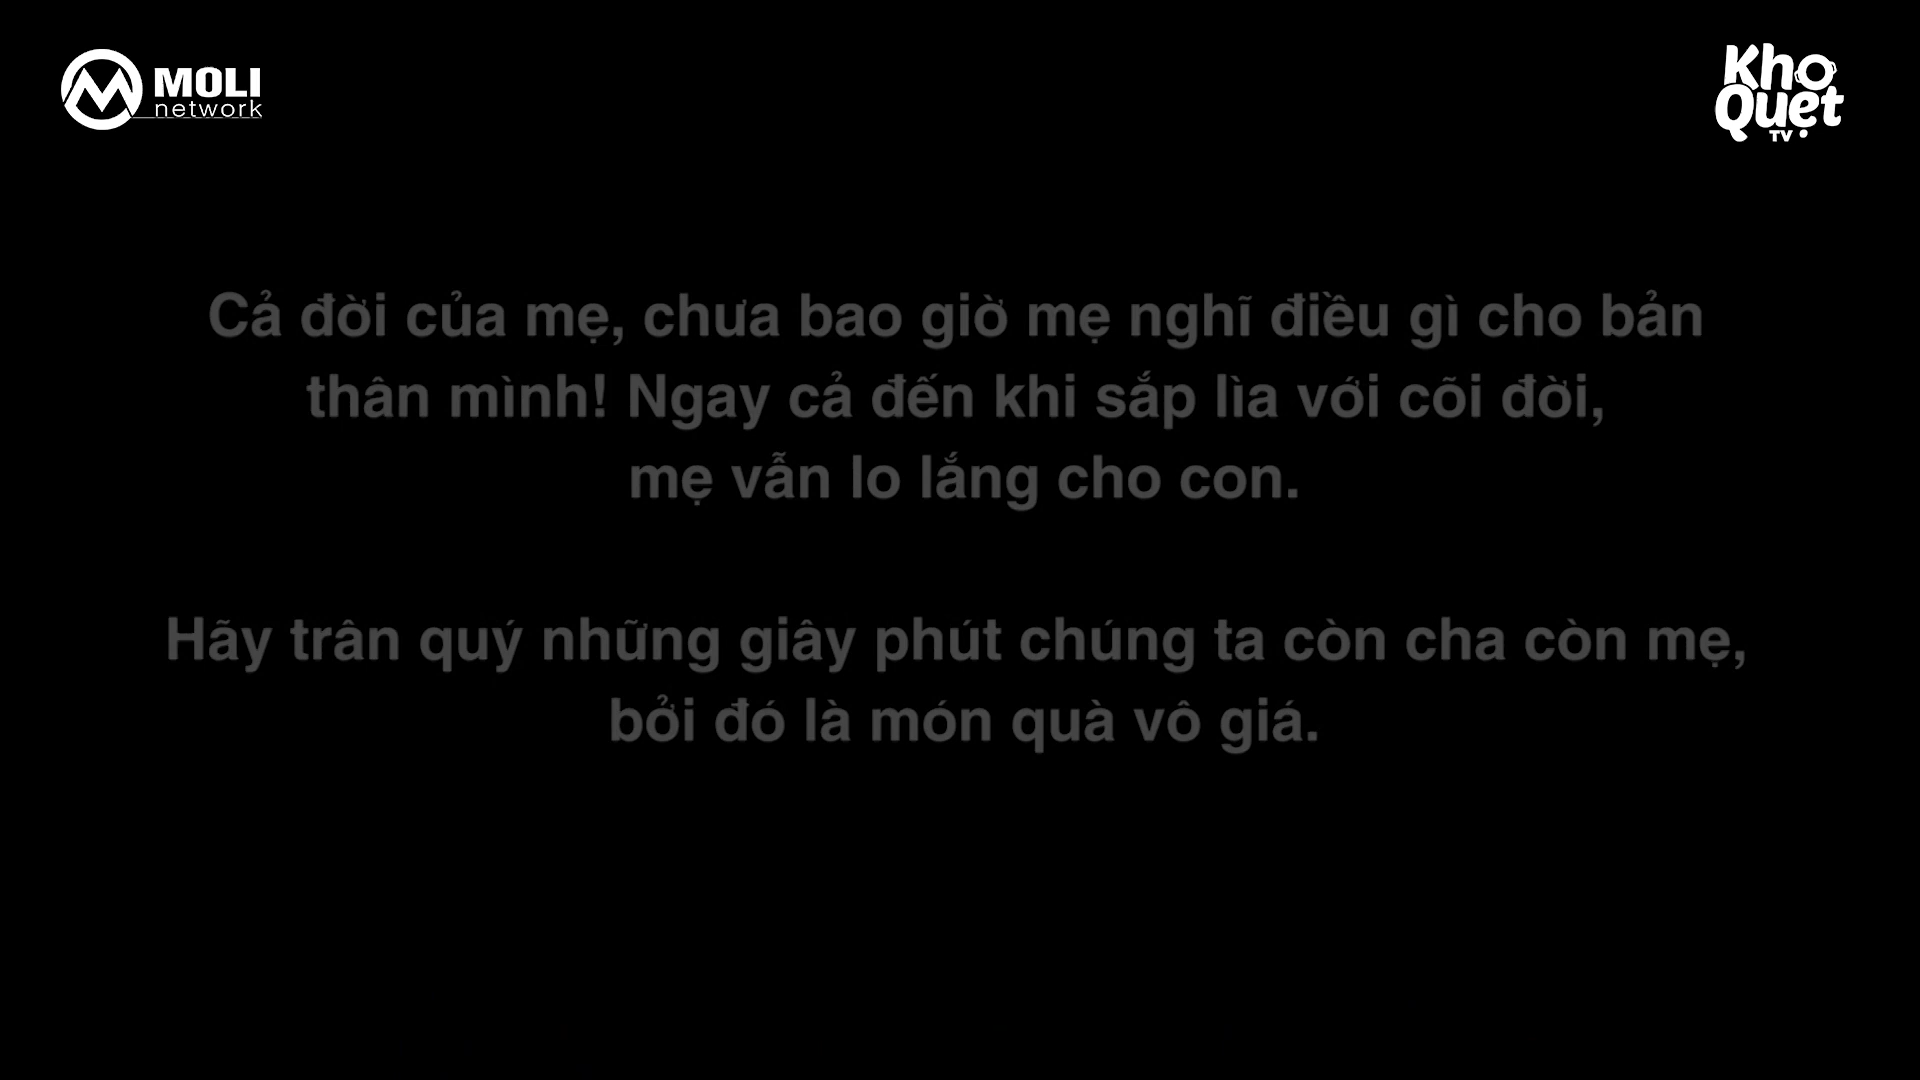 MOLI
network
Kho
Quẹt
TV
Cả đời của mẹ, chưa bao giờ mẹ nghĩ điều gì cho bản
thân mình! Ngay cả đến khi sắp lìa với cõi đời,
mẹ vẫn lo lắng cho con.
Hãy trân quý những giây phút chúng ta còn cha còn mẹ,
bởi đó là món quà vô giá.